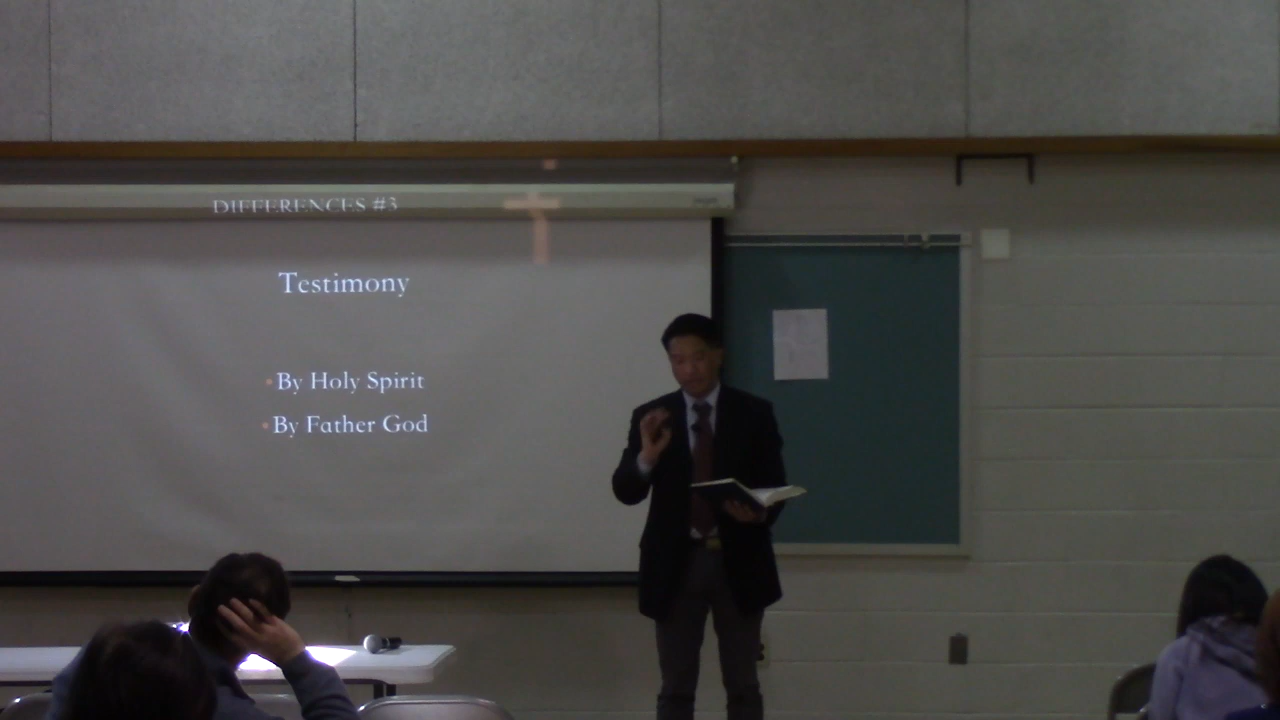 DIFFERENCES #3
Testimony
• By Holy Spirit
• By Father God